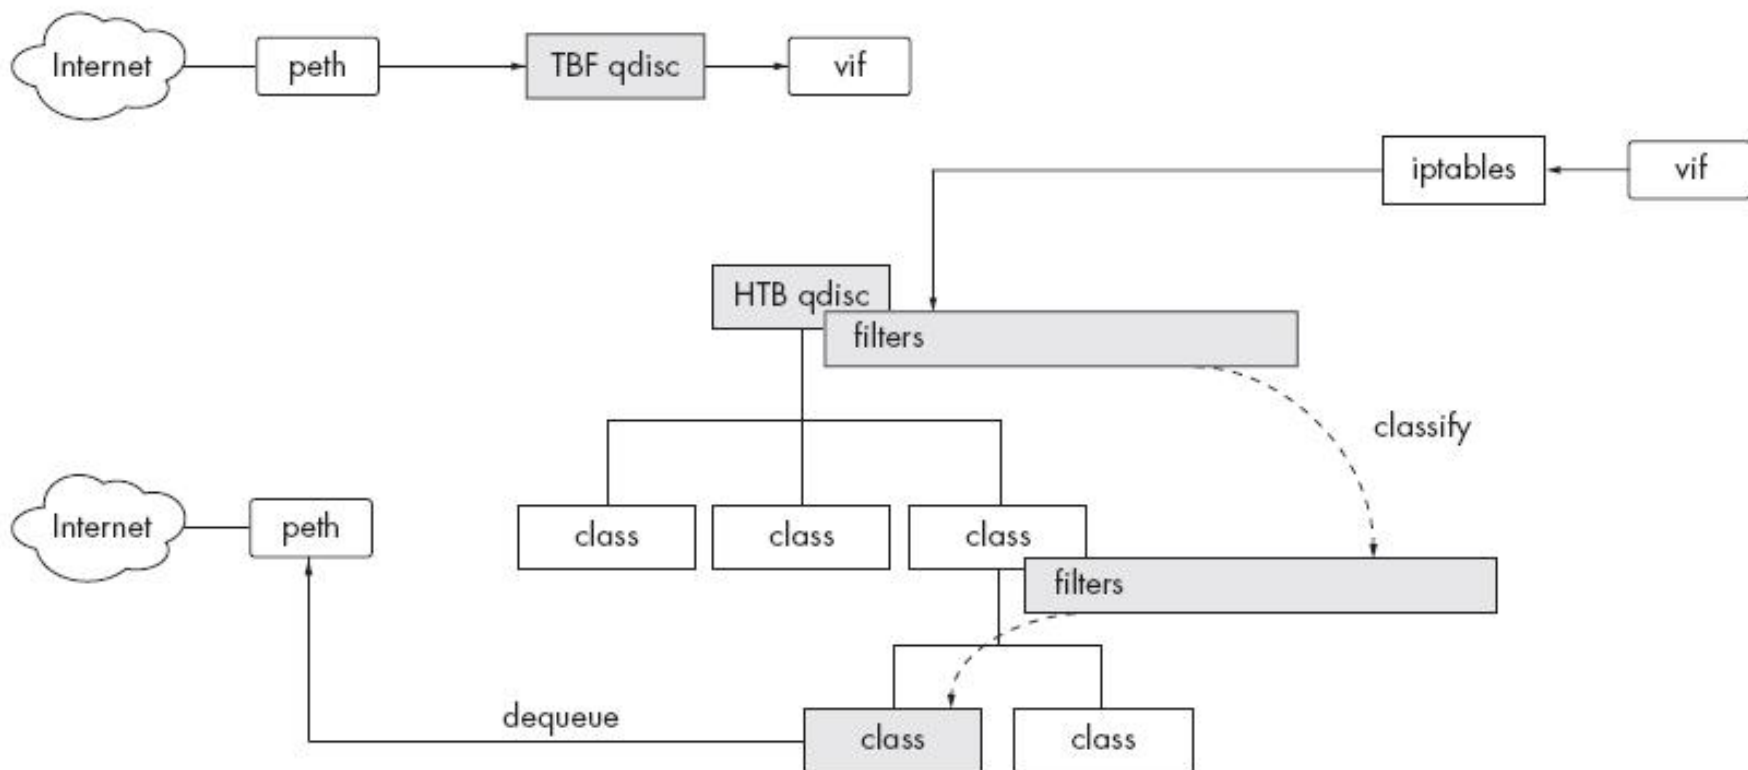 Internet
peth
TBF qdisc
vif
iptables
vif
HTB qdisc
filters
classify
Internet
peth
class
class
class
filters
dequeue
class
class